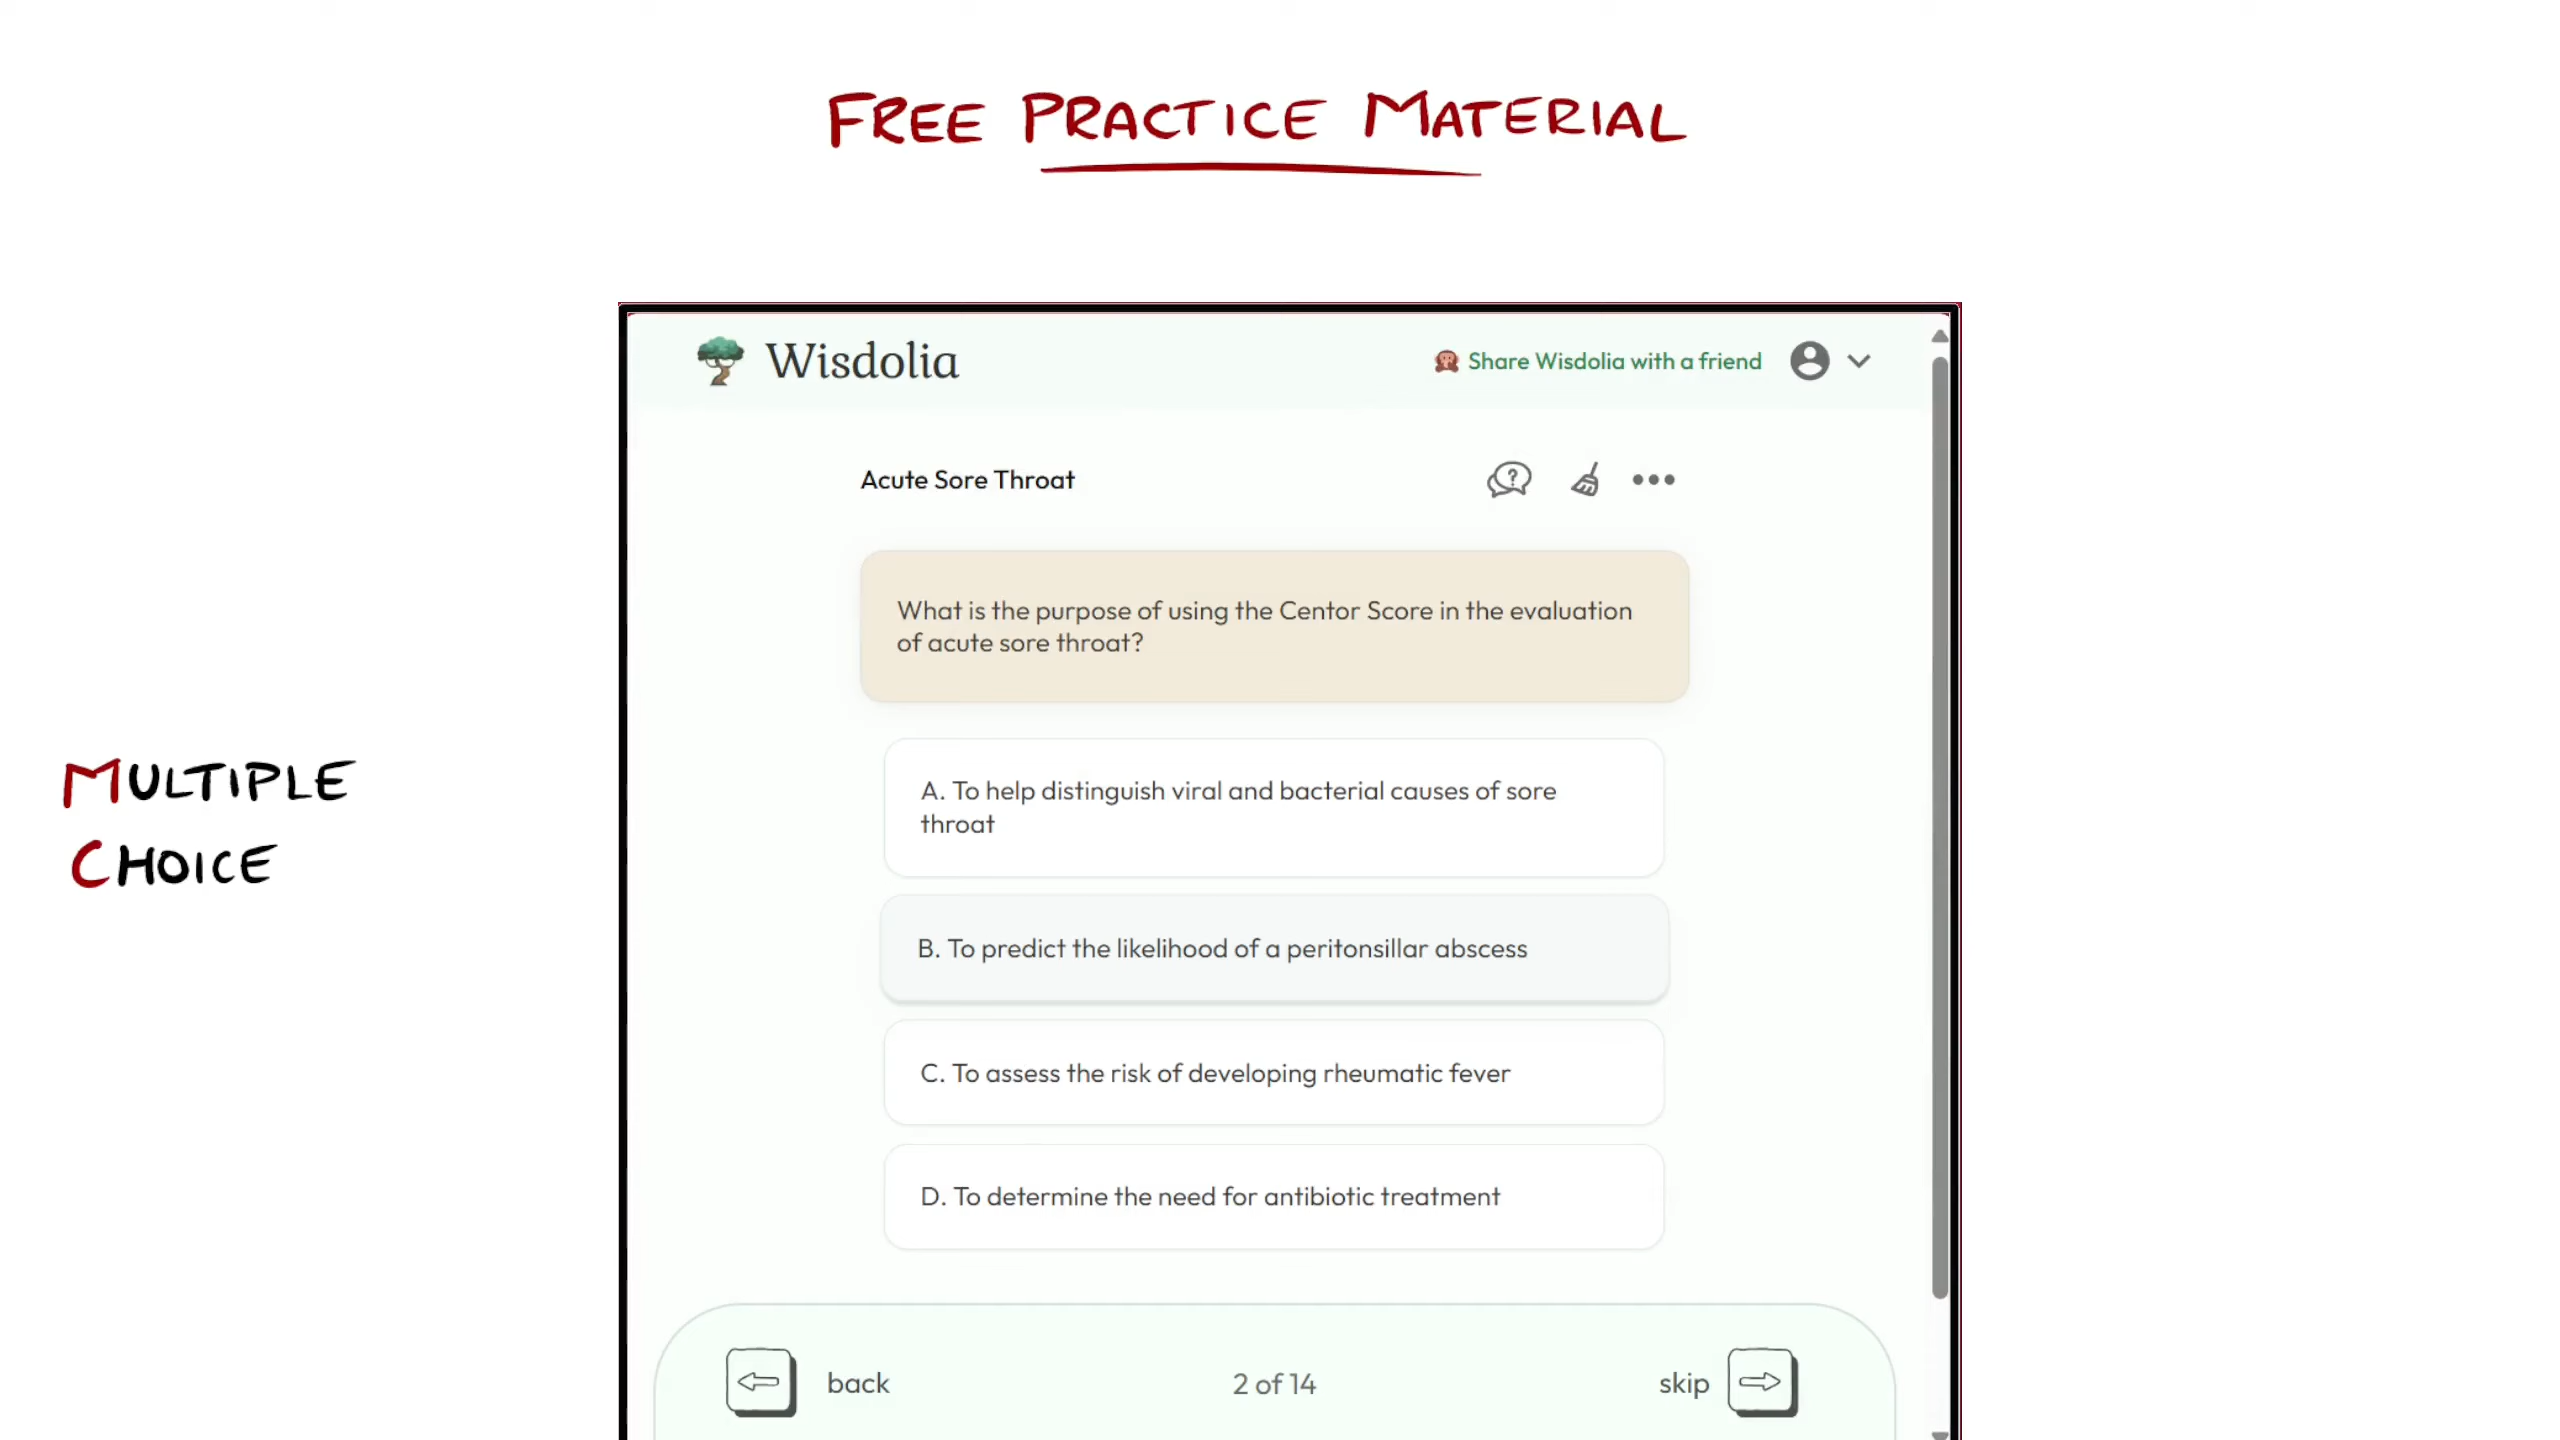 FREE PRACTICE MATERIAL
Wisdolia
Share Wisdolia with a friend
Acute Sore Throat
What is the purpose of using the Centor Score in the evaluation
of acute sore throat?
MULTIPLE
CHOICE
A. To help distinguish viral and bacterial causes of sore
throat
B. To predict the likelihood of a peritonsillar abscess
C. To assess the risk of developing rheumatic fever
D. To determine the need for antibiotic treatment
back
2 of 14
skip